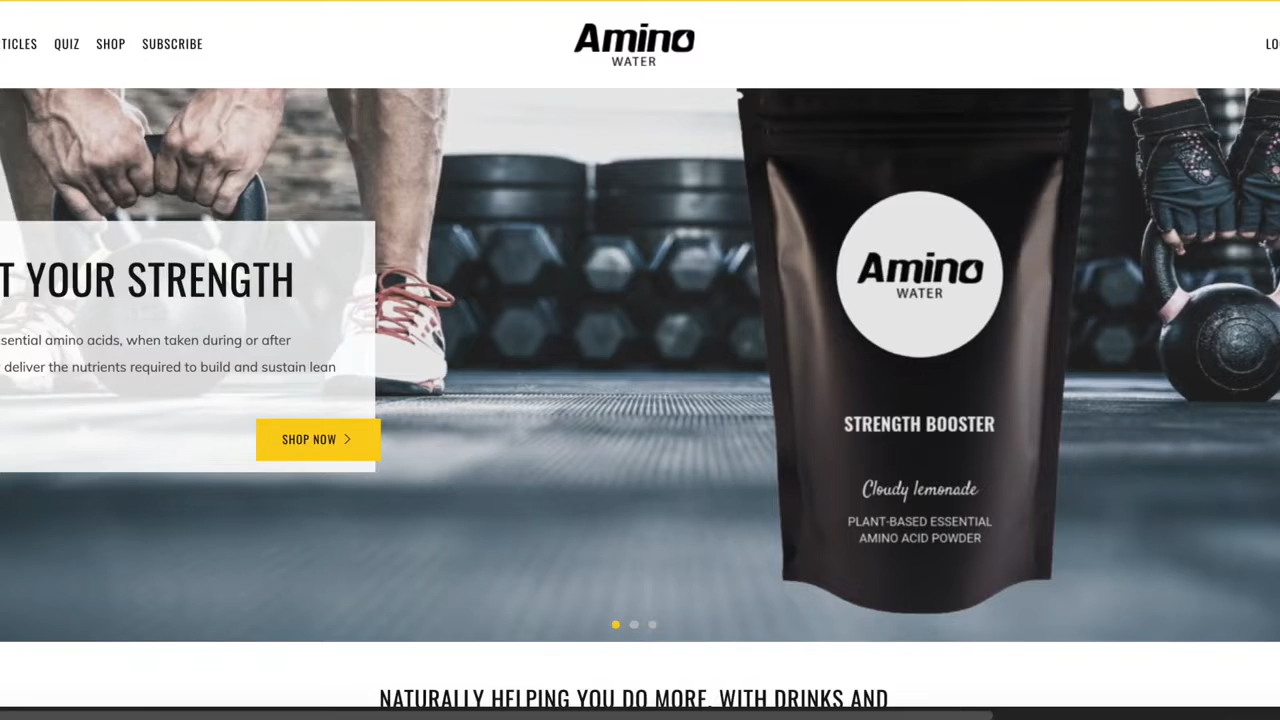 TICLES QUIZ SHOP SUBSCRIBE
Amino
WATER
LO
T YOUR STRENGTH
sential amino acids, when taken during or after
deliver the nutrients required to build and sustain lean
SHOP NOW
Amino
WATER
STRENGTH BOOSTER
Cloudy lemonade
PLANT-BASED ESSENTIAL
AMINO ACID POWDER
NATURALLY HELPING YOU DO MORE, WITH DRINKS AND